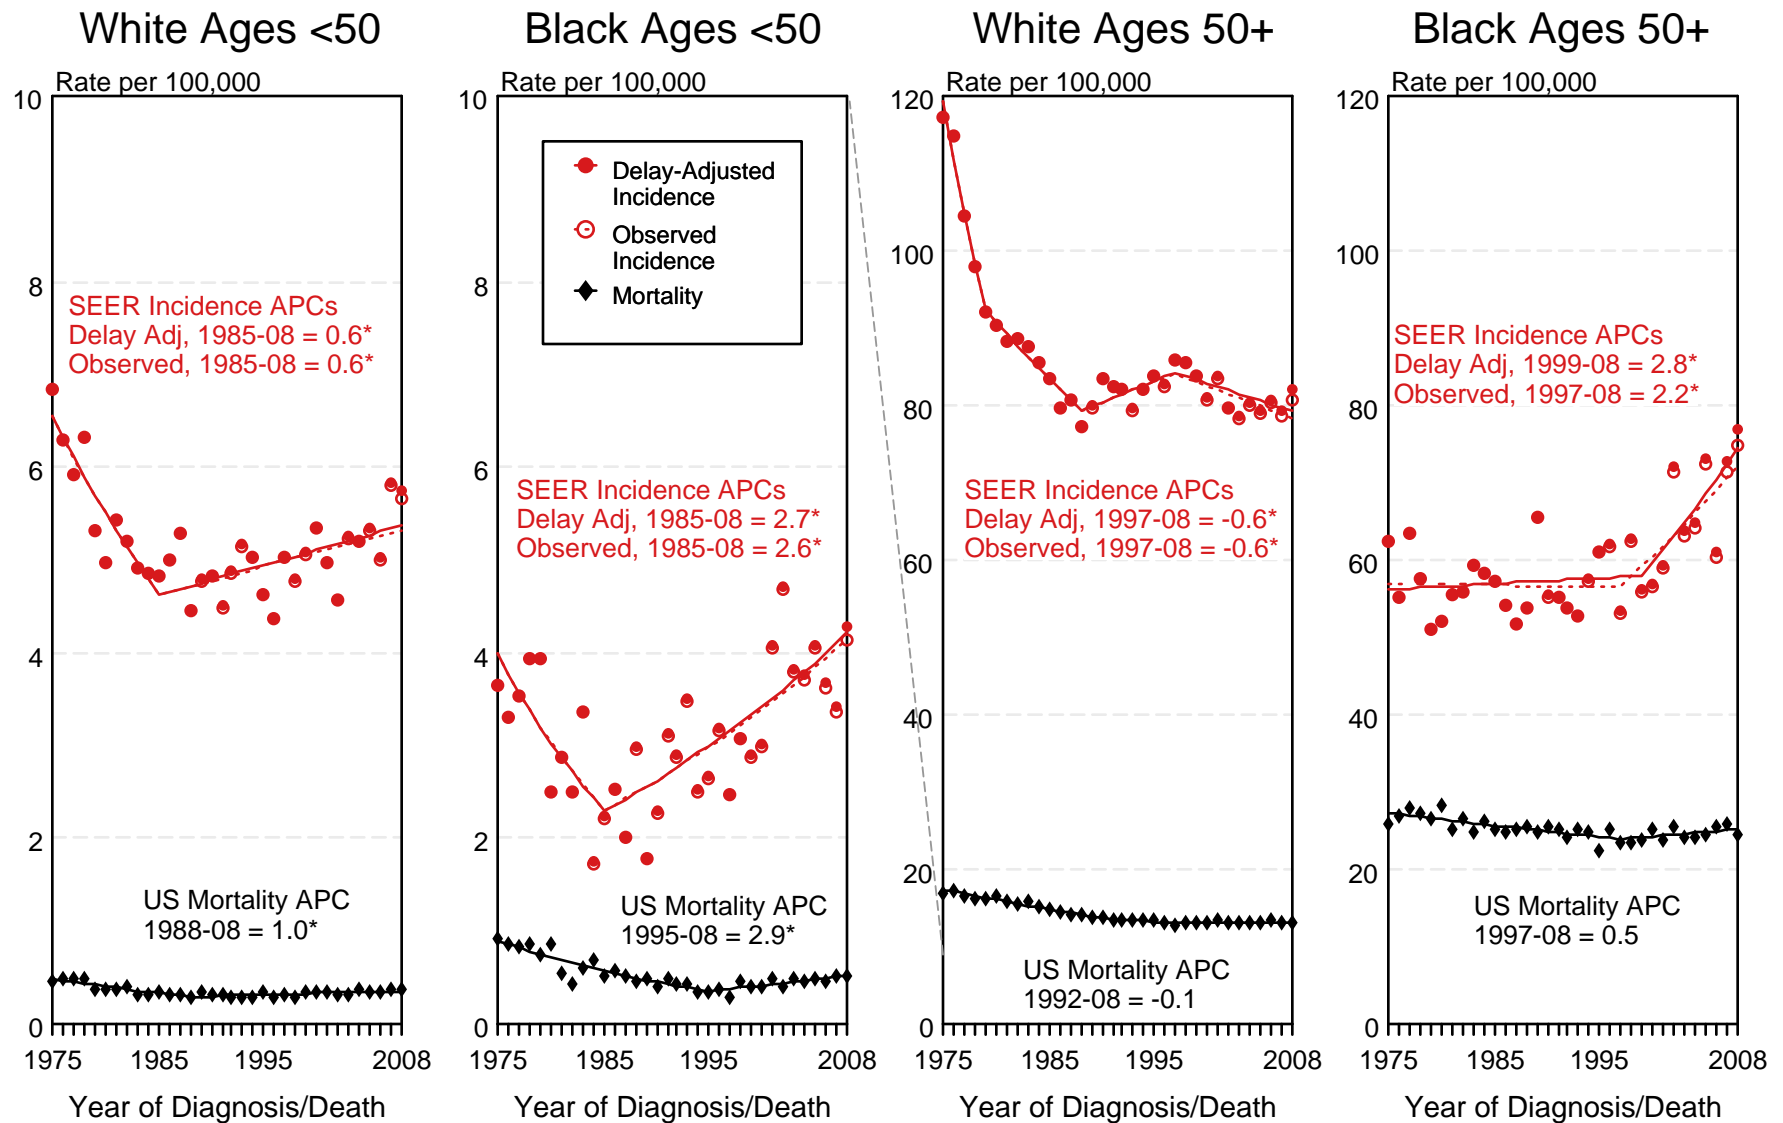 White Ages <50
Black Ages <50
White Ages 50+
Black Ages 50+
Rate per 100,000
10
8
6
4
2
0
SEER Incidence APCs
Delay Adj, 1985-08 = 0.6*
Observed, 1985-08 = 0.6*
US Mortality APC
1988-08 = 1.0*
1975
1985
1995
2008
Year of Diagnosis/Death
Rate per 100,000
10
8
6
4
2
0
Delay-Adjusted
Incidence
Observed
Incidence
Mortality
SEER Incidence APCs
Delay Adj, 1985-08 = 2.7*
Observed, 1985-08 = 2.6*
US Mortality APC
1995-08 = 2.9*
1975
1985
1995
2008
Year of Diagnosis/Death
Rate per 100,000
120
100
80
60
40
20
0
SEER Incidence APCs
Delay Adj, 1997-08 = -0.6*
Observed, 1997-08 = -0.6*
US Mortality APC
1992-08 = -0.1
1975
1985
1995
2008
Year of Diagnosis/Death
Rate per 100,000
120
100
80
60
40
20
0
SEER Incidence APCs
Delay Adj, 1999-08 = 2.8*
Observed, 1997-08 = 2.2*
US Mortality APC
1997-08 = 0.5
1975
1985
1995
2008
Year of Diagnosis/Death